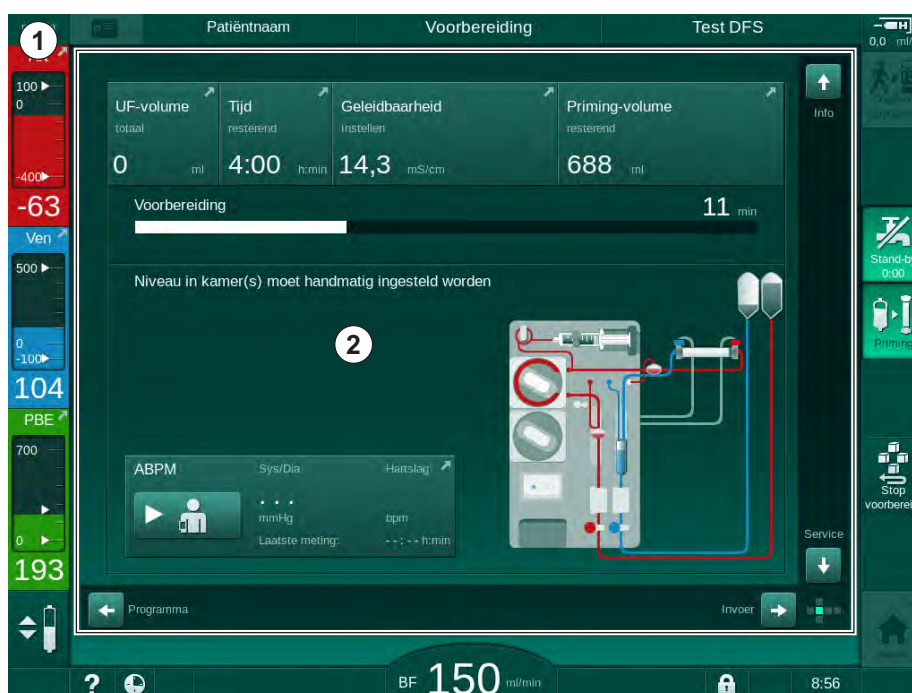 1
Patiëntnaam Voorbereiding Test DFS
0,0
100
0
-400
-63
Ven
500
0
-100
104
PBE
700
0
193
UF-volume
totaal
0 ml
Tijd
resterend
4:00 h:min
Geleidbaarheid
instellen
14,3 mS/cm
Priming-volume
resterend
688 ml
Voorbereiding 11 min
Niveau in kamer(s) moet handmatig ingesteld worden
2
ABPM Sys/Dia Hartslag
. . .
mmHg bpm
Laatste meting: --:-- h:min
Info
Service
Programma Invoer
Stand-by
0:00
Priming
Stop
? BF 150 ml/min 8:56